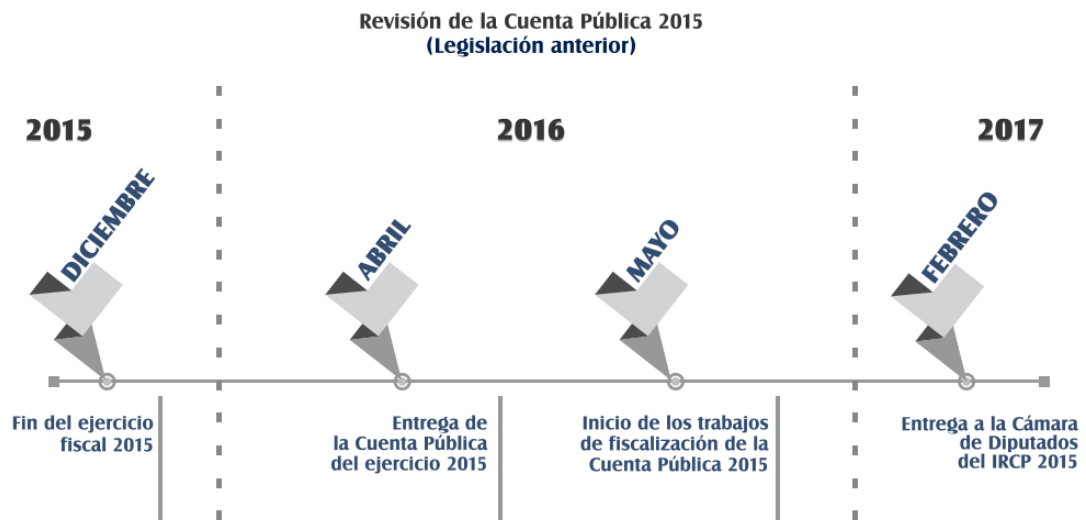 Revisión de la Cuenta Pública 2015
(Legislación anterior)
2015
2016
2017
DICIEMBRE
ABRIL
MAYO
FEBRERO
Fin del ejercicio
fiscal 2015
Entrega de
la Cuenta Pública
del ejercicio 2015
Inicio de los trabajos
de fiscalización de la
Cuenta Pública 2015
Entrega a la Cámara
de Diputados
del IRCP 2015